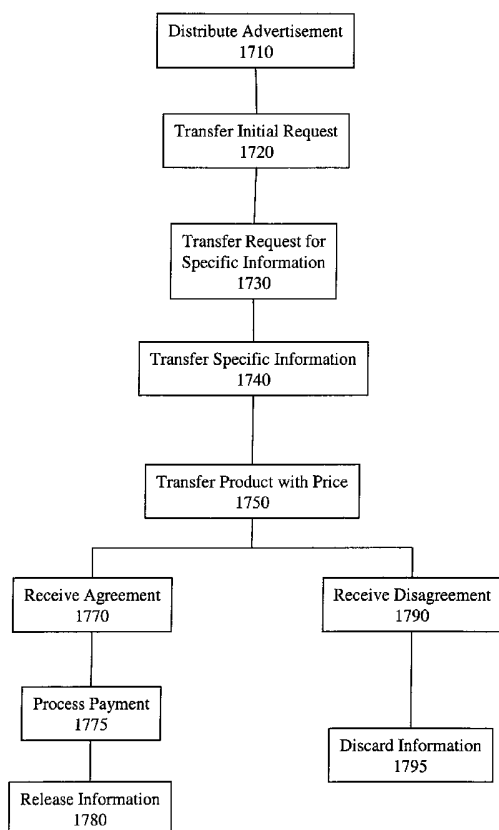 Distribute Advertisement
1710
Transfer Initial Request
1720
Transfer Request for
Specific Information
1730
Transfer Specific Information
1740
Transfer Product with Price
1750
Receive Agreement
1770
Receive Disagreement
1790
Process Payment
1775
Discard Information
1795
Release Information
1780